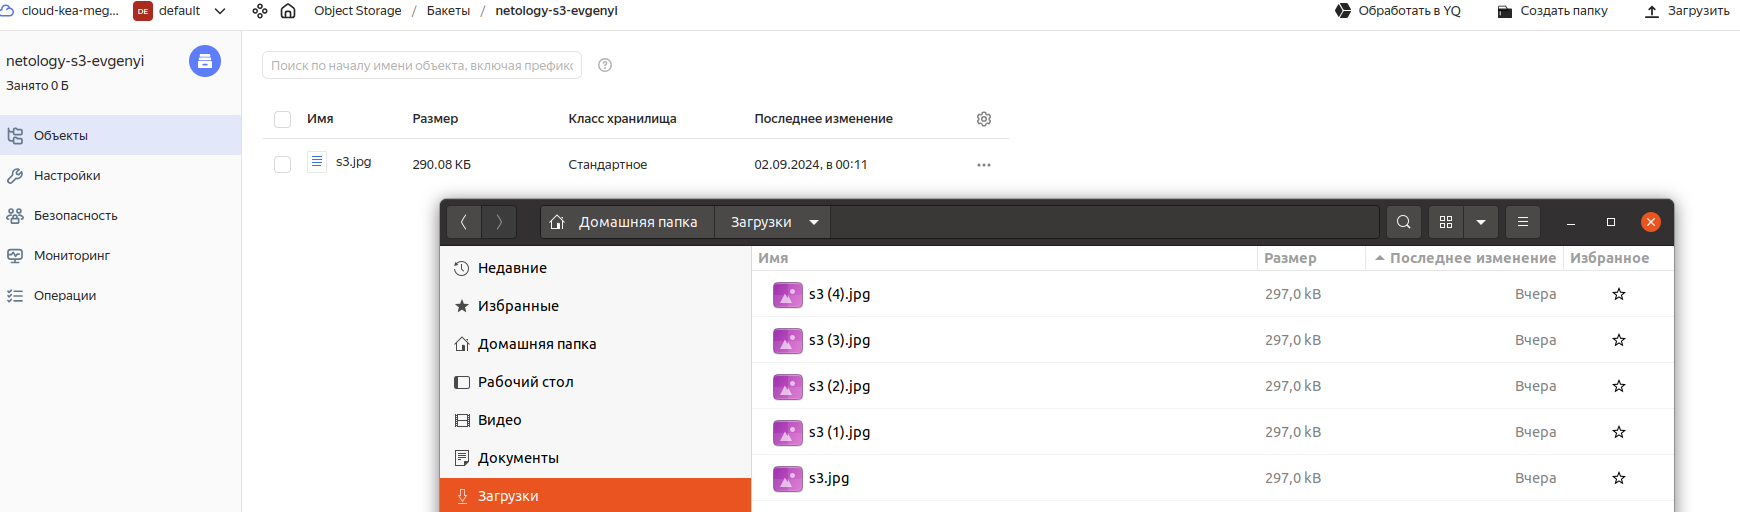 cloud-kea-meg... DE default Object Storage / Бакеты / netology-s3-evgenyi Обработать в YQ Создать папку Загрузить
netology-s3-evgenyi
Занято 0 Б
Объекты
Настройки
Безопасность
Мониторинг
Операции
Поиск по началу имени объекта, включая префикс
Имя Размер Класс хранилища Последнее изменение
s3.jpg 290.08 КБ Стандартное 02.09.2024, в 00:11
Домашняя папка Загрузки
Недавние
Избранные
Домашняя папка
Рабочий стол
Видео
Документы
Загрузки
Имя Размер Последнее изменение Избранное
s3 (4).jpg 297,0 kB Вчера
s3 (3).jpg 297,0 kB Вчера
s3 (2).jpg 297,0 kB Вчера
s3 (1).jpg 297,0 kB Вчера
s3.jpg 297,0 kB Вчера